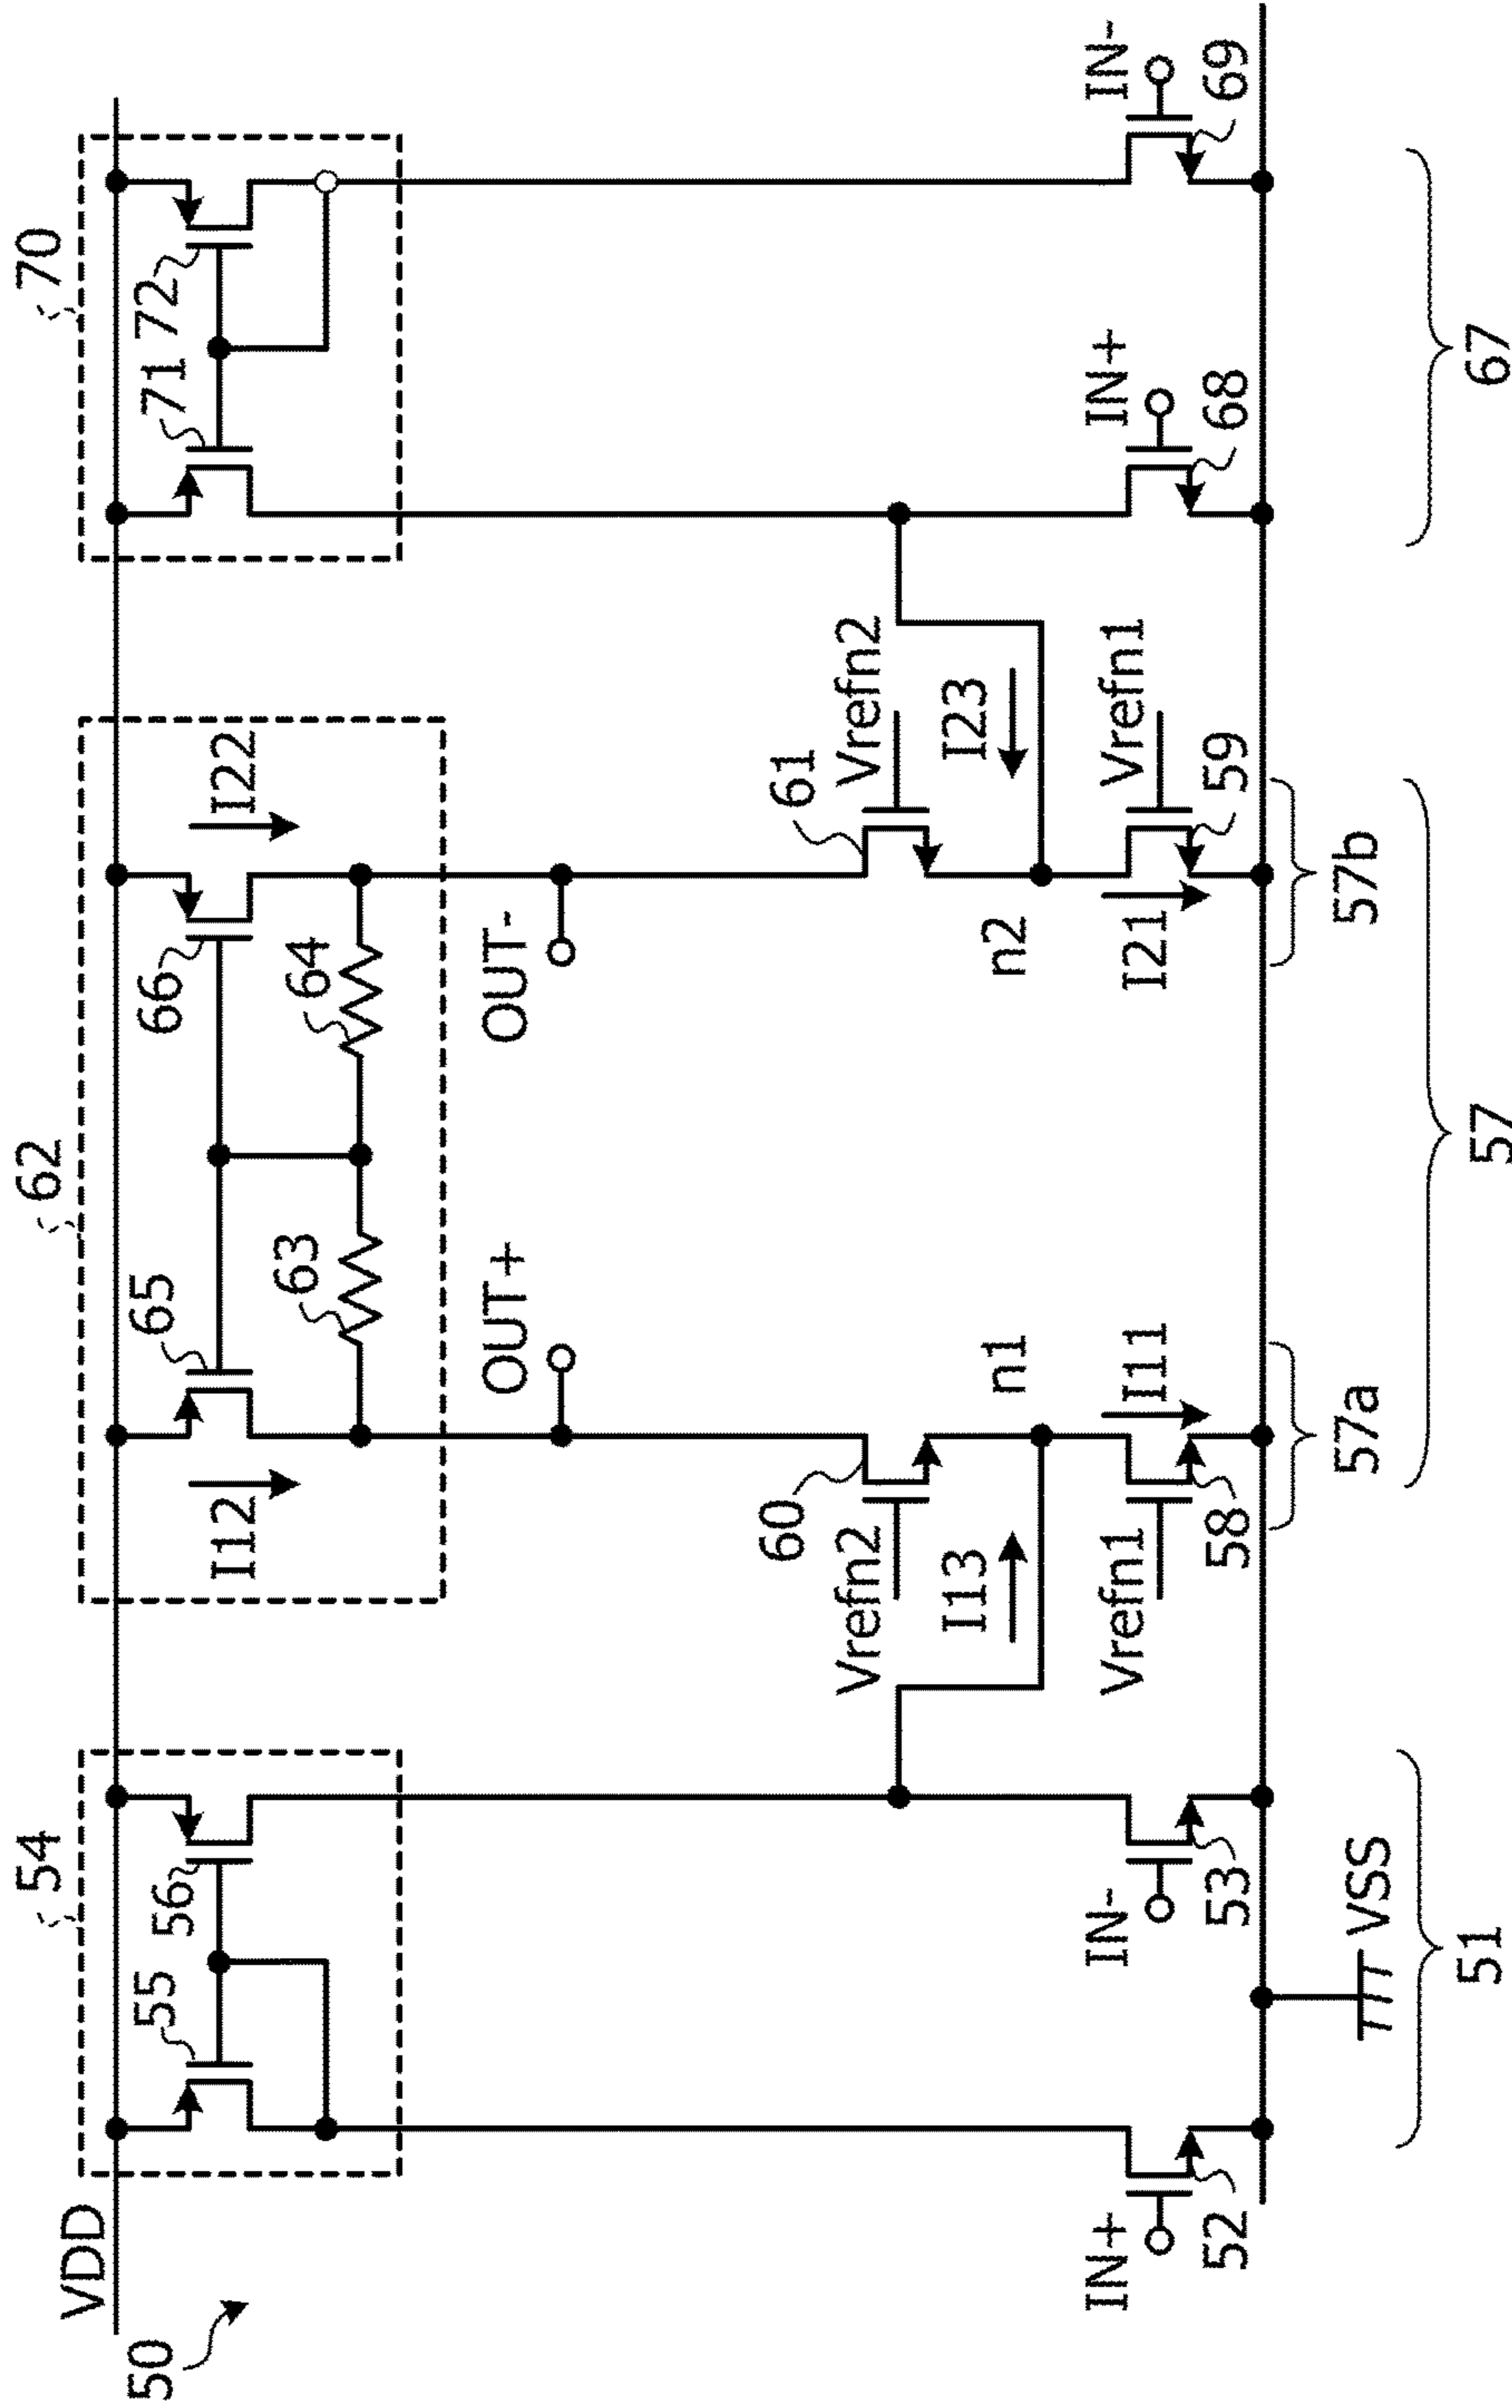 50
VDD
54
62
70
55
56
65
66
71
72
I12
I22
63
64
OUT+
OUT-
60
61
Vrefn2
Vrefn2
I13
n1
n2
I23
IN+
IN-
Vrefn1
I11
I21
Vrefn1
IN+
IN-
52
53
58
59
68
69
VSS
57a
57b
51
57
67